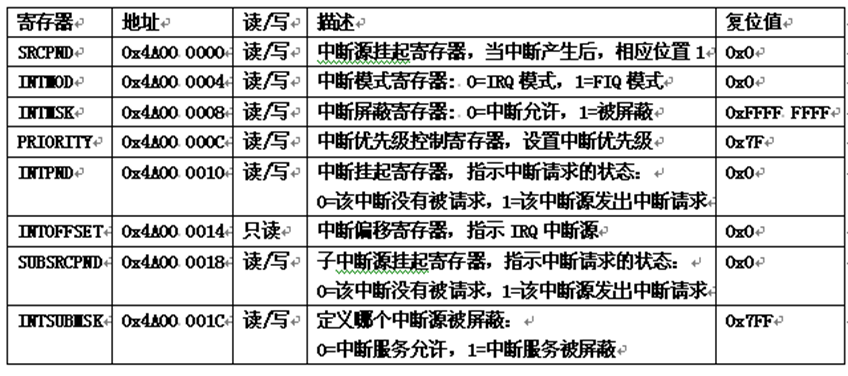 寄存器 地址 读/写 描述 复位值
SRCPND 0x4A00 0000 读/写 中断源挂起寄存器，当中断产生后，相应位置 1 0x0
INTMOD 0x4A00 0004 读/写 中断模式寄存器：0=IRQ 模式，1=FIQ 模式 0x0
INTMSK 0x4A00 0008 读/写 中断屏蔽寄存器：0=中断允许，1=被屏蔽 0xFFFF FFFF
PRIORITY 0x4A00 000C 读/写 中断优先级控制寄存器，设置中断优先级 0x7F
INTPND 0x4A00 0010 读/写 中断挂起寄存器，指示中断请求的状态： 0x0
0=该中断没有被请求，1=该中断源发出中断请求
INTOFFSET 0x4A00 0014 只读 中断偏移寄存器，指示 IRQ 中断源 0x0
SUBSRCPND 0x4A00 0018 读/写 子中断源挂起寄存器，指示中断请求的状态： 0x0
0=该中断没有被请求，1=该中断源发出中断请求
INTSUBMSK 0x4A00 001C 读/写 定义哪个中断源被屏蔽： 0x7FF
0=中断服务允许，1=中断服务被屏蔽